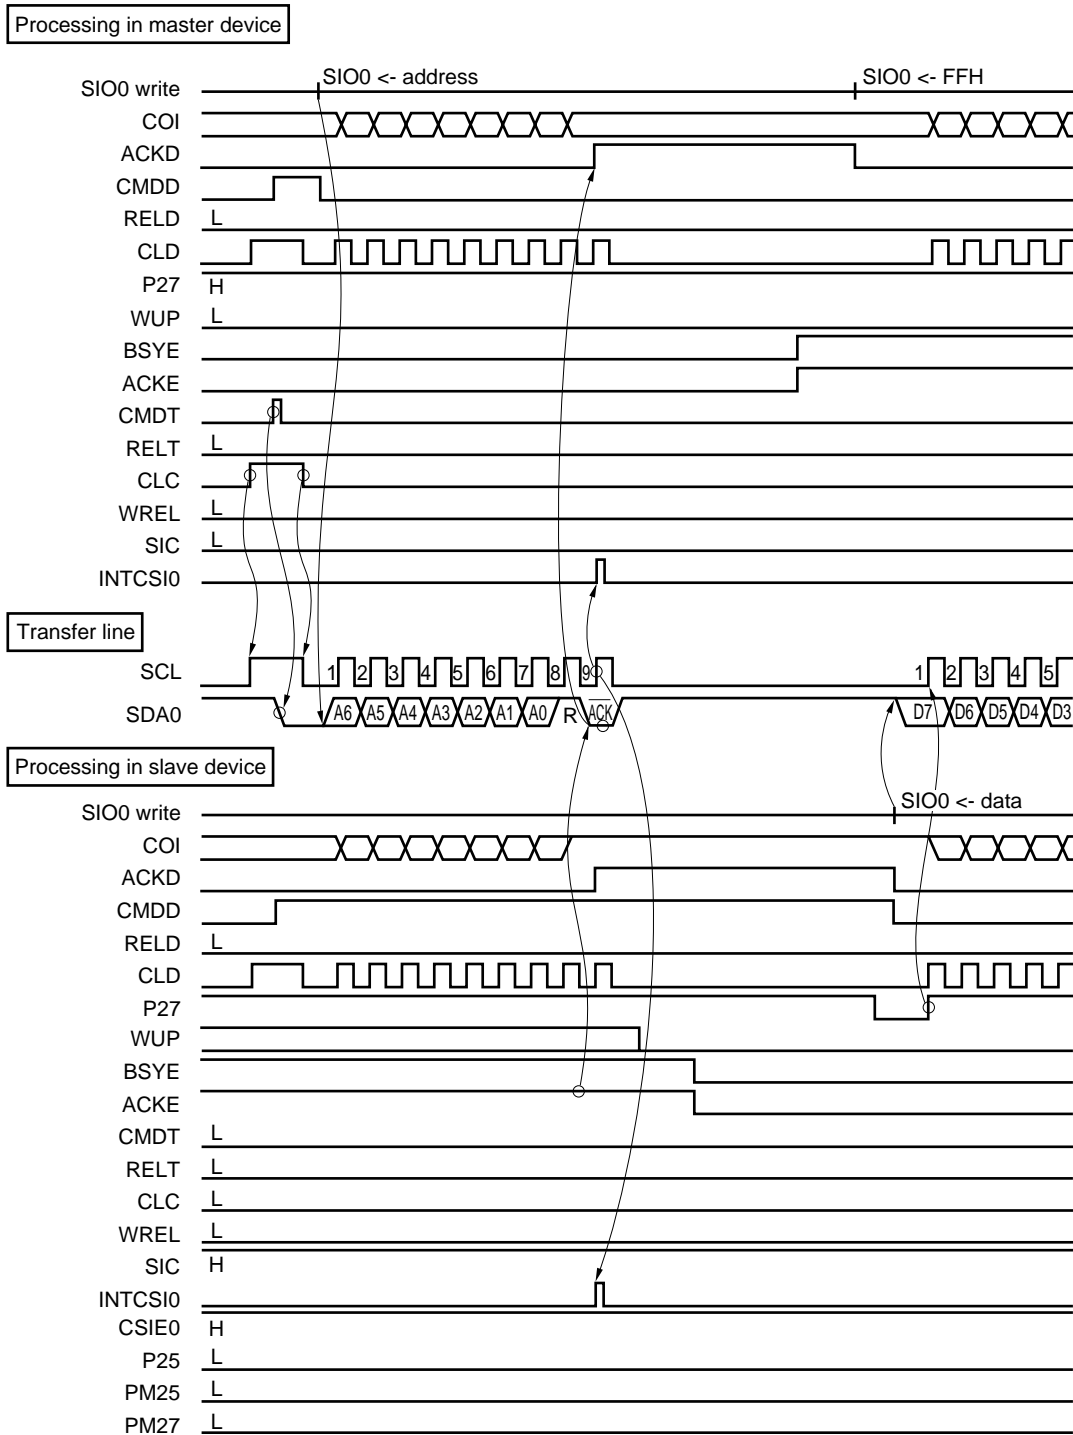 Processing in master device
SIO0 write SIO0 <- address SIO0 <- FFH
COI
ACKD
CMDD
RELD L
CLD
P27 H
WUP L
BSYE
ACKE
CMDT
RELT L
CLC
WREL L
SIC L
INTCSI0
Transfer line
SCL 1 2 3 4 5 6 7 8 9 1 2 3 4 5
SDA0 A6 A5 A4 A3 A2 A1 A0 R ACK D7 D6 D5 D4 D3
Processing in slave device
SIO0 write SIO0 <- data
COI
ACKD
CMDD
RELD L
CLD
P27
WUP
BSYE
ACKE
CMDT L
RELT L
CLC L
WREL L
SIC H
INTCSI0
CSIE0 H
P25 L
PM25 L
PM27 L